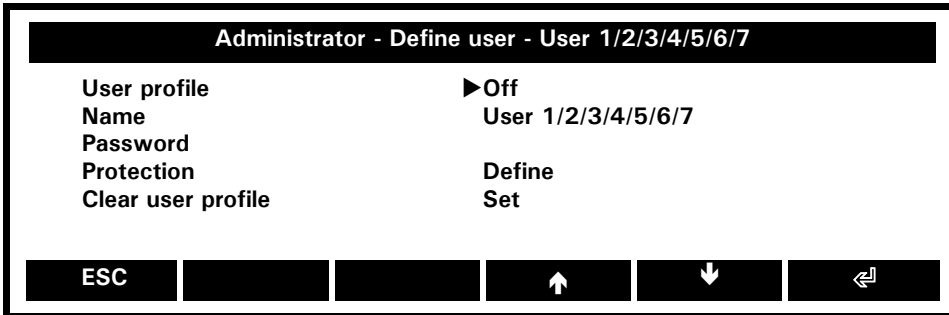 Administrator - Define user - User 1/2/3/4/5/6/7
User profile ▶Off
Name User 1/2/3/4/5/6/7
Password
Protection Define
Clear user profile Set
ESC ↑ ↓ ↵